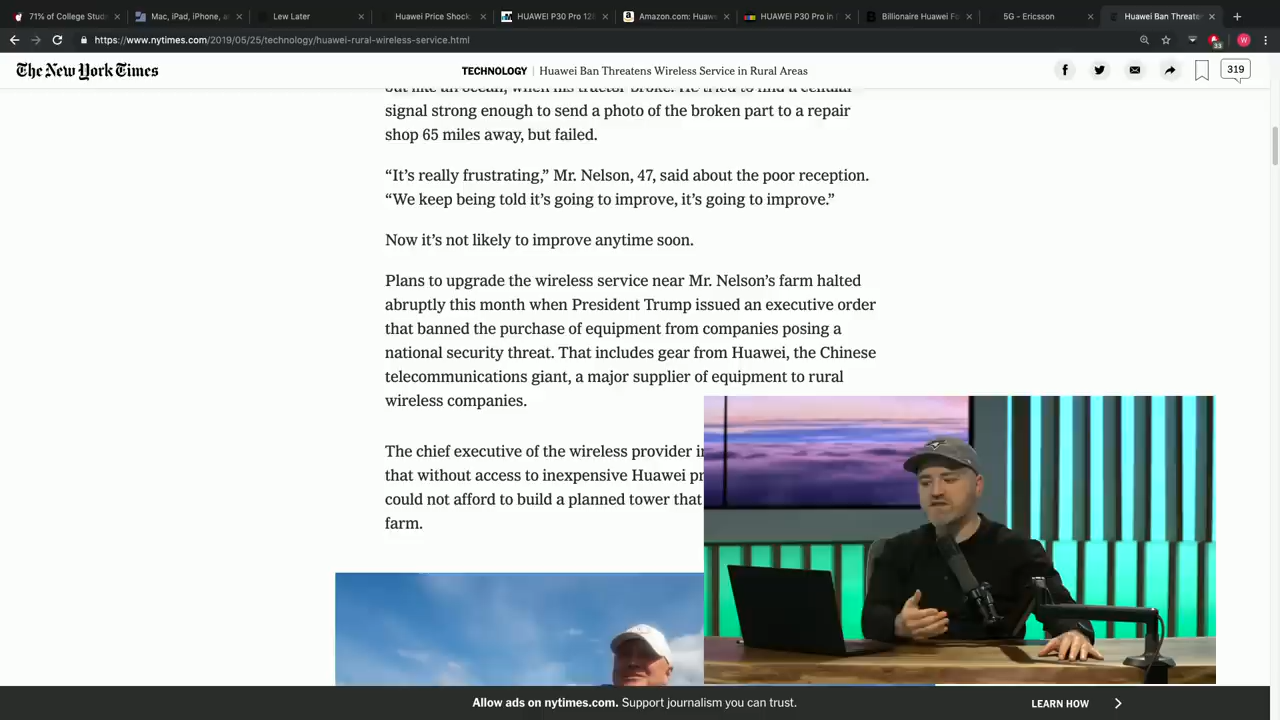 71% of College Stude
Mac, iPad, iPhone, a
Lew Later
Huawei Price Shock
HUAWEI P30 Pro 12
Amazon.com: Huawe
HUAWEI P30 Pro in
Billionaire Huawei Fo
5G - Ericsson
Huawei Ban Threate
https://www.nytimes.com/2019/05/25/technology/huawei-rural-wireless-service.html
33
W
The New York Times
TECHNOLOGY | Huawei Ban Threatens Wireless Service in Rural Areas
319
but like an ocean, when his tractor broke. He tried to find a cellular
signal strong enough to send a photo of the broken part to a repair
shop 65 miles away, but failed.
“It’s really frustrating,” Mr. Nelson, 47, said about the poor reception.
“We keep being told it’s going to improve, it’s going to improve.”
Now it’s not likely to improve anytime soon.
Plans to upgrade the wireless service near Mr. Nelson’s farm halted
abruptly this month when President Trump issued an executive order
that banned the purchase of equipment from companies posing a
national security threat. That includes gear from Huawei, the Chinese
telecommunications giant, a major supplier of equipment to rural
wireless companies.
The chief executive of the wireless provider i
that without access to inexpensive Huawei pr
could not afford to build a planned tower that
farm.
Allow ads on nytimes.com. Support journalism you can trust.
LEARN HOW